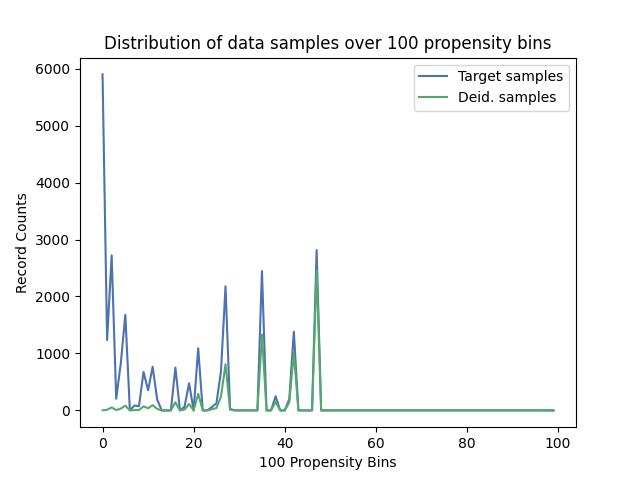 Distribution of data samples over 100 propensity bins
Target samples
Deid. samples
6000
5000
4000
3000
2000
1000
0
Record Counts
0 20 40 60 80 100
100 Propensity Bins